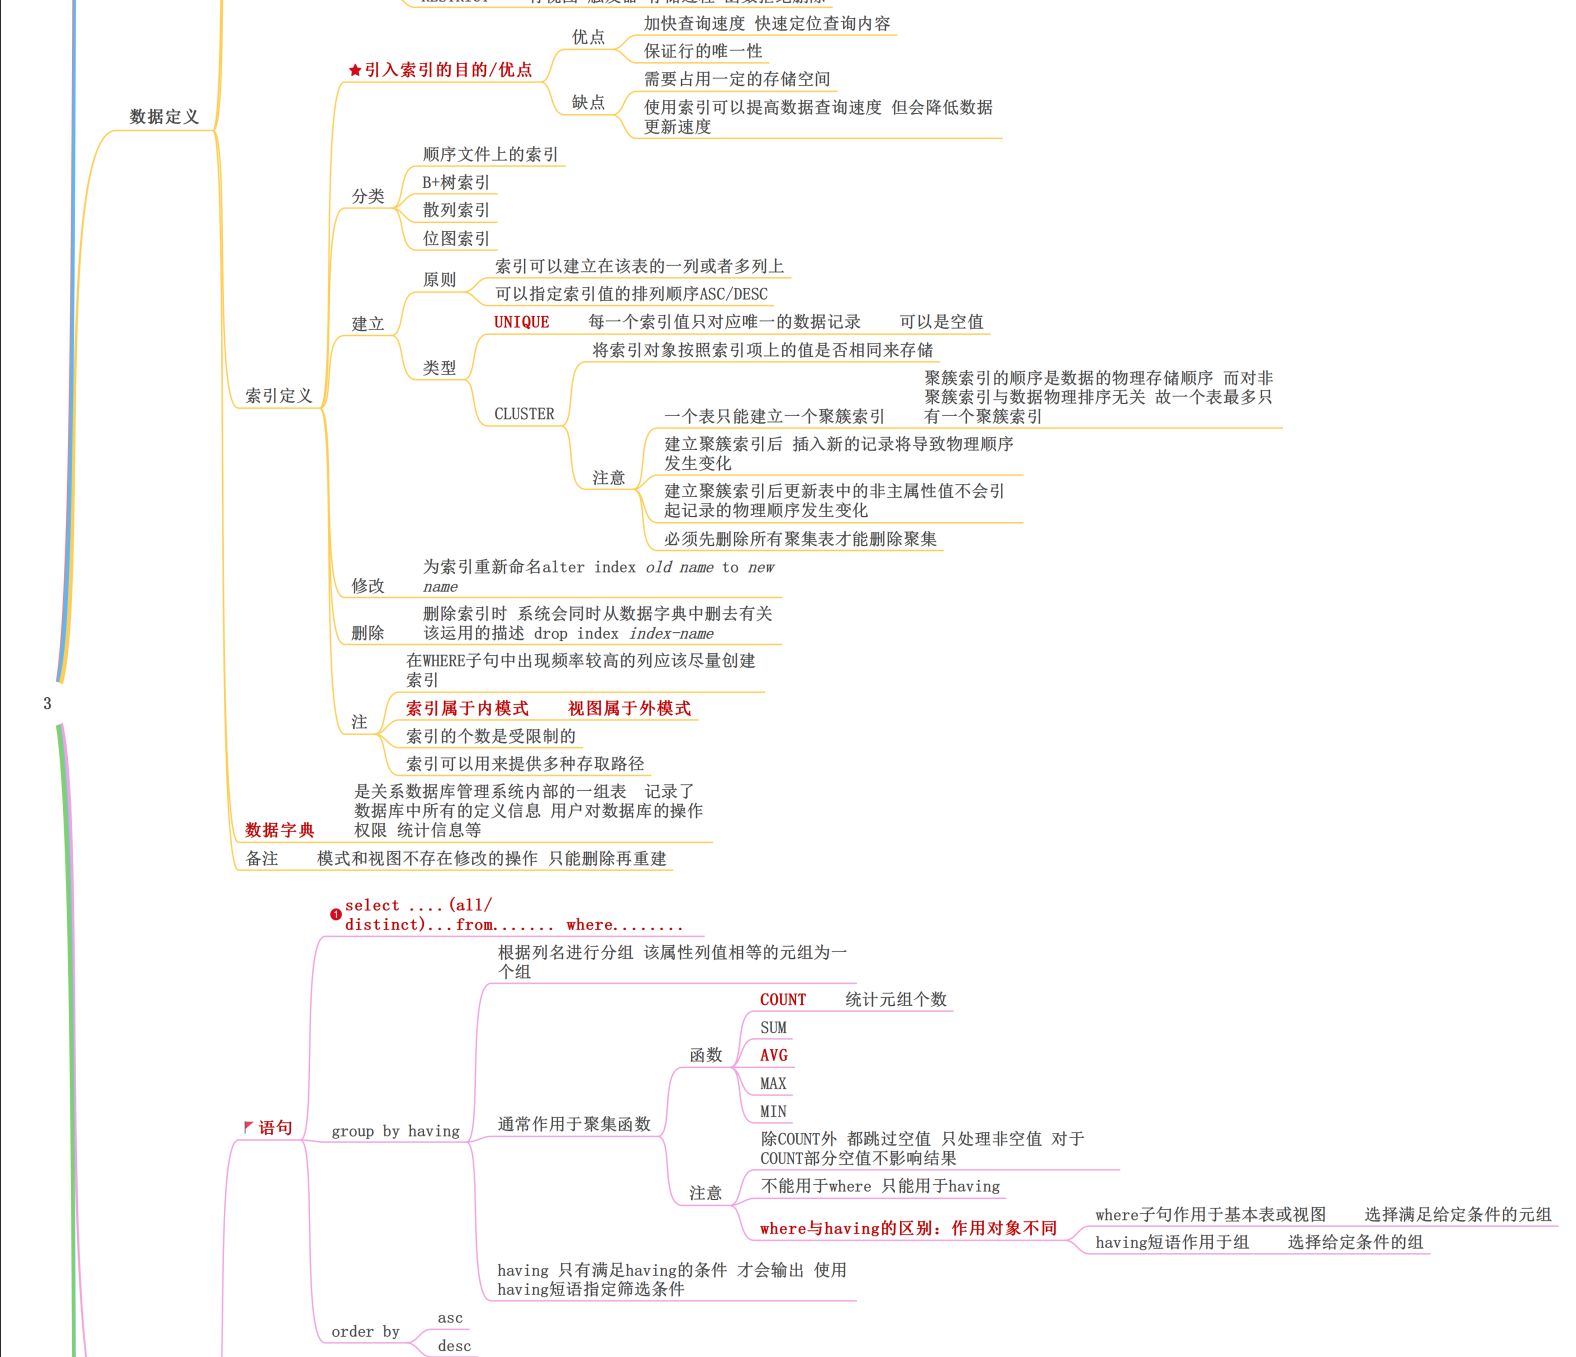 加快查询速度 快速定位查询内容
优点
保证行的唯一性
★引入索引的目的/优点
需要占用一定的存储空间
缺点
使用索引可以提高数据查询速度 但会降低数据
更新速度
数据定义
顺序文件上的索引
B+树索引
分类
散列索引
位图索引
索引可以建立在该表的一列或者多列上
原则
可以指定索引值的排列顺序ASC/DESC
建立
UNIQUE 每一个索引值只对应唯一的数据记录 可以是空值
将索引对象按照索引项上的值是否相同来存储
类型
聚簇索引的顺序是数据的物理存储顺序 而对非
聚簇索引与数据物理排序无关 故一个表最多只
有一个聚簇索引
索引定义
CLUSTER
一个表只能建立一个聚簇索引
建立聚簇索引后 插入新的记录将导致物理顺序
发生变化
注意
建立聚簇索引后更新表中的非主属性值不会引
起记录的物理顺序发生变化
必须先删除所有聚集表才能删除聚集
为索引重新命名alter index old name to new
name
修改
删除索引时 系统会同时从数据字典中删去有关
该运用的描述 drop index index-name
删除
在WHERE子句中出现频率较高的列应该尽量创建
索引
3
索引属于内模式 视图属于外模式
注
索引的个数是受限制的
索引可以用来提供多种存取路径
是关系数据库管理系统内部的一组表 记录了
数据库中所有的定义信息 用户对数据库的操作
权限 统计信息等
数据字典
备注 模式和视图不存在修改的操作 只能删除再重建
1 select ....(all/
distinct)...from....... where........
根据列名进行分组 该属性列值相等的元组为一
个组
COUNT 统计元组个数
SUM
函数
AVG
MAX
MIN
语句
group by having
通常作用于聚集函数
除COUNT外 都跳过空值 只处理非空值 对于
COUNT部分空值不影响结果
注意
不能用于where 只能用于having
where与having的区别：作用对象不同
where子句作用于基本表或视图 选择满足给定条件的元组
having短语作用于组 选择给定条件的组
having 只有满足having的条件 才会输出 使用
having短语指定筛选条件
asc
order by
desc